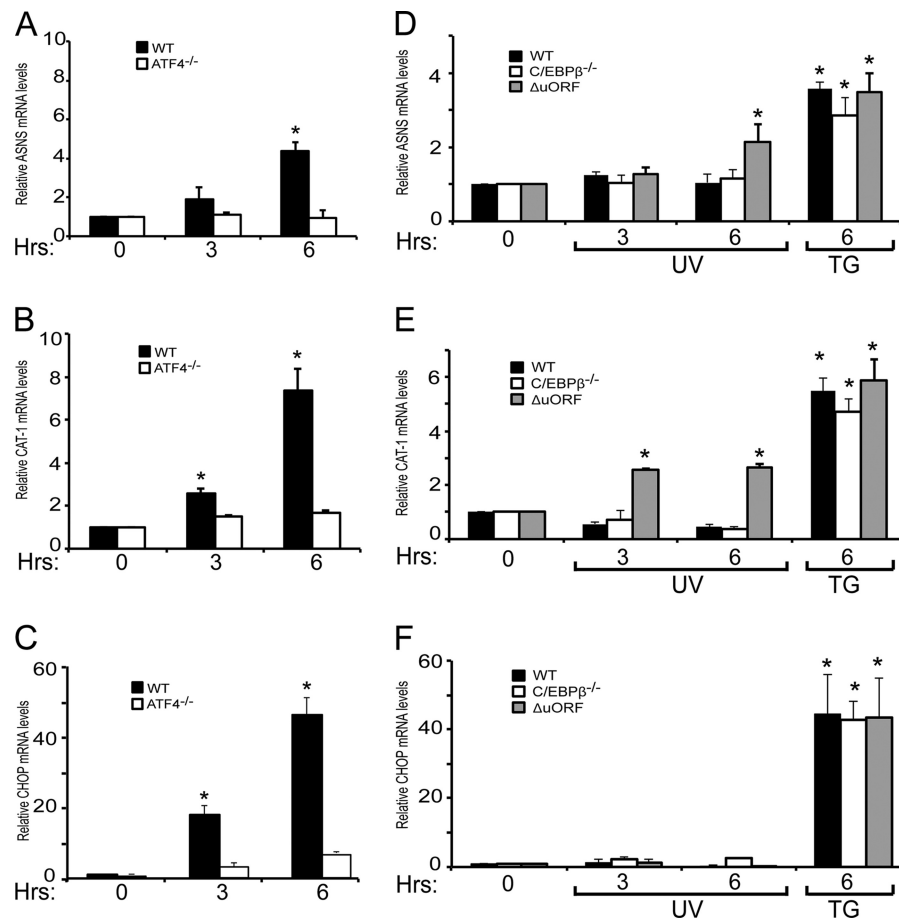 A
Relative ASNS mRNA levels
10
8
6
4
2
0
WT
ATF4-/-
*
Hrs: 0 3 6
B
Relative CAT-1 mRNA levels
10
8
6
4
2
0
WT
ATF4-/-
* *
Hrs: 0 3 6
C
Relative CHOP mRNA levels
60
40
20
0
WT
ATF4-/-
* *
Hrs: 0 3 6
D
Relative ASNS mRNA levels
6
4
2
0
WT
C/EBPβ-/-
ΔuORF
* * * *
Hrs: 0 3 6 6
UV TG
E
Relative CAT-1 mRNA levels
6
4
2
0
WT
C/EBPβ-/-
ΔuORF
* * * * *
Hrs: 0 3 6 6
UV TG
F
Relative CHOP mRNA levels
60
40
20
0
WT
C/EBPβ-/-
ΔuORF
* * *
Hrs: 0 3 6 6
UV TG